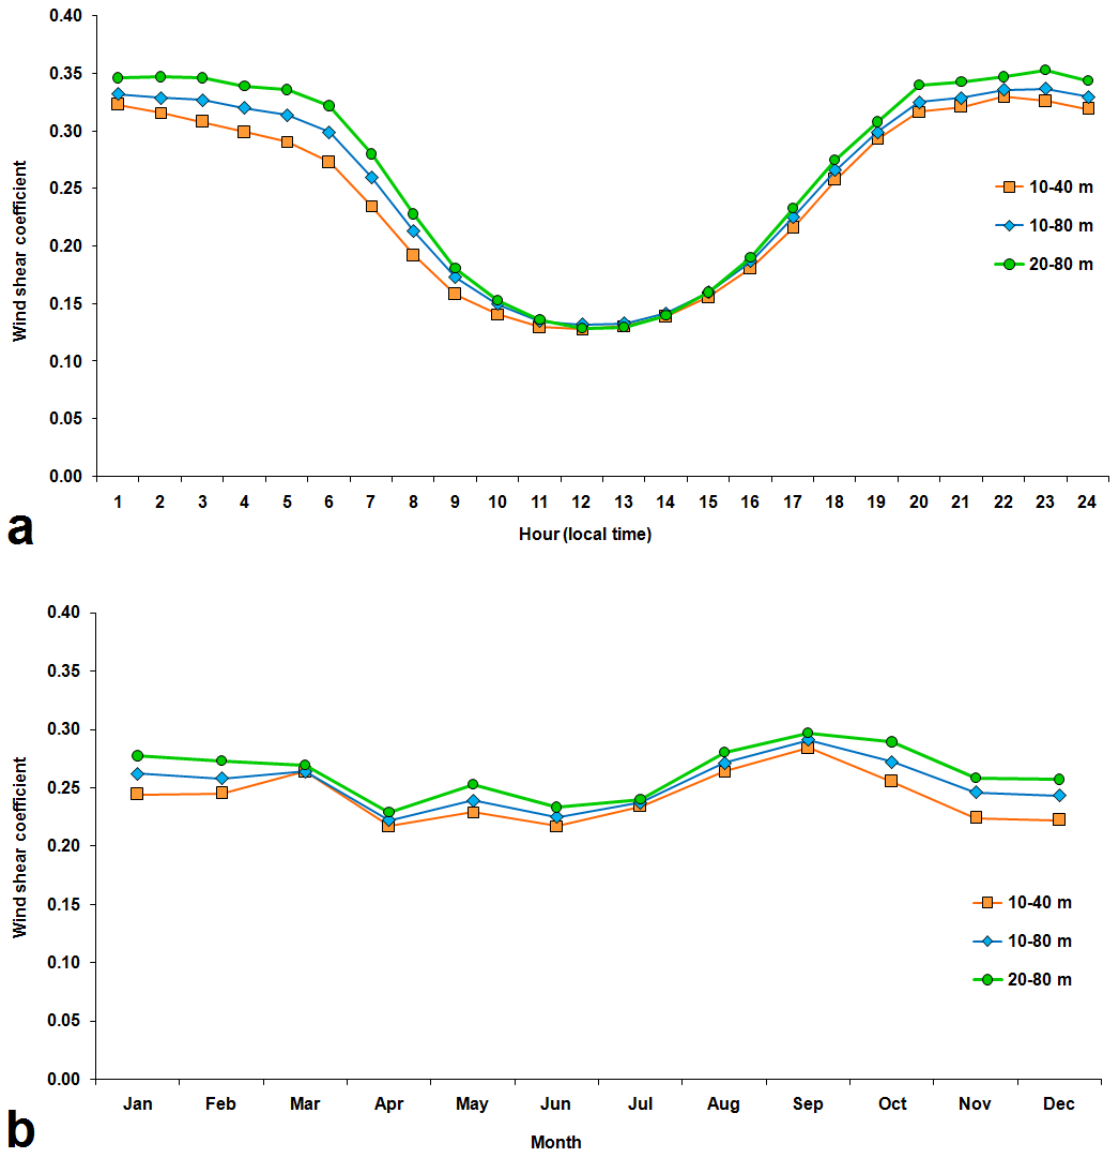 0.40
0.35
0.30
0.25
0.20
0.15
0.10
0.05
0.00
Wind shear coefficient
10-40 m
10-80 m
20-80 m
1 2 3 4 5 6 7 8 9 10 11 12 13 14 15 16 17 18 19 20 21 22 23 24
Hour (local time)
a
0.40
0.35
0.30
0.25
0.20
0.15
0.10
0.05
0.00
Wind shear coefficient
10-40 m
10-80 m
20-80 m
Jan Feb Mar Apr May Jun Jul Aug Sep Oct Nov Dec
Month
b